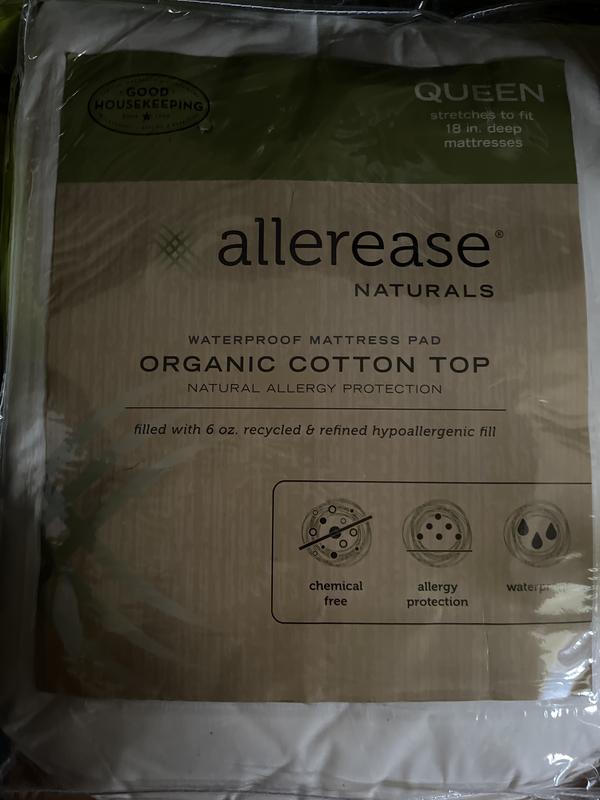 GOOD
HOUSEKEEPING
QUEEN
stretches to fit
18 in. deep
mattresses
allerease®
NATURALS
WATERPROOF MATTRESS PAD
ORGANIC COTTON TOP
NATURAL ALLERGY PROTECTION
filled with 6 oz. recycled & refined hypoallergenic fill
chemical
free
allergy
protection